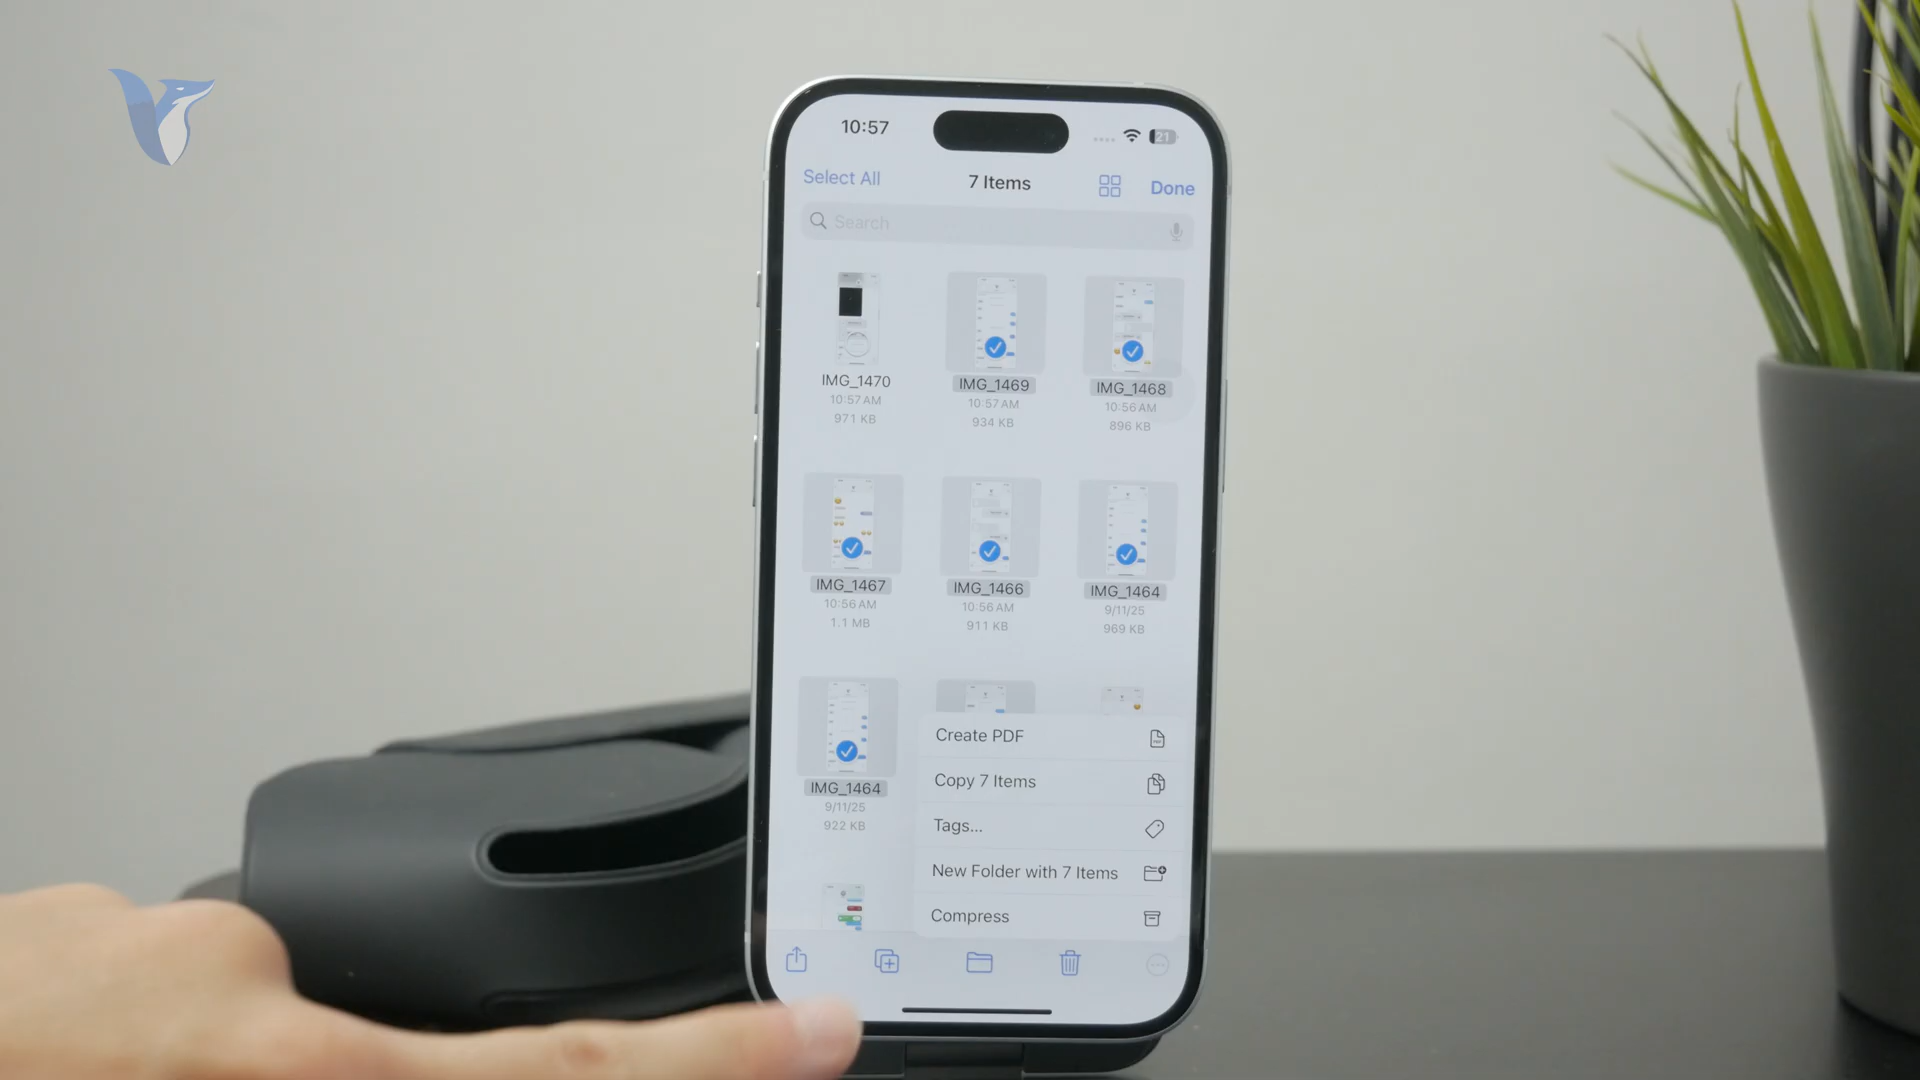 10:57
21
Select All
7 Items
Done
Search
IMG_1470
10:57 AM
971 KB
IMG_1469
10:57 AM
934 KB
IMG_1468
10:56 AM
896 KB
IMG_1467
10:56 AM
1.1 MB
IMG_1466
10:56 AM
911 KB
IMG_1464
9/11/25
969 KB
IMG_1464
9/11/25
922 KB
Create PDF
Copy 7 Items
Tags...
New Folder with 7 Items
Compress